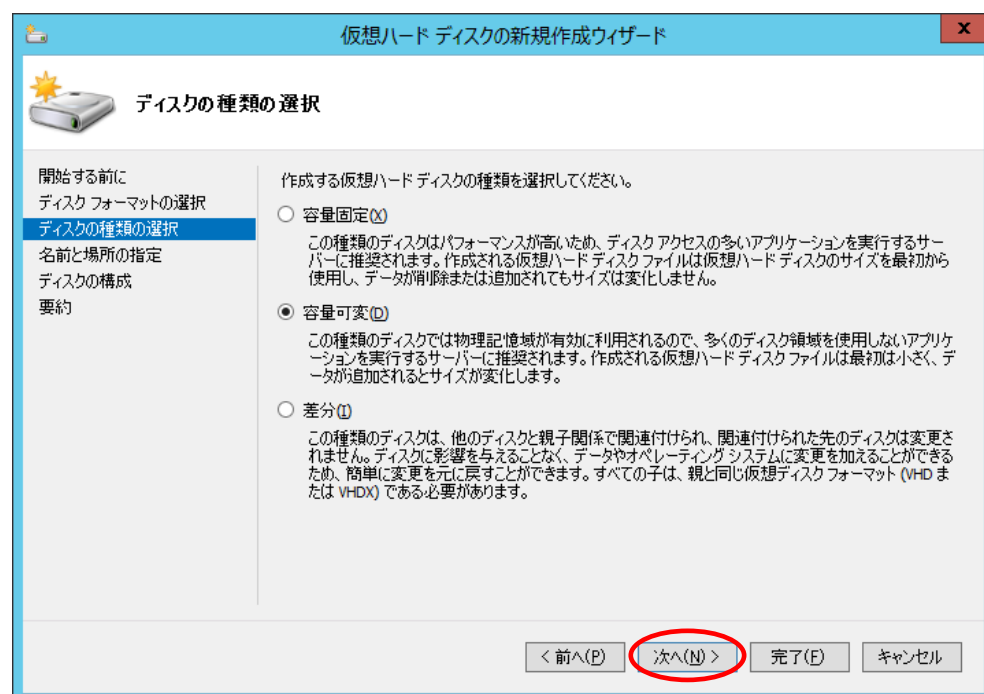 仮想ハード ディスクの新規作成ウィザード
x
ディスクの種類の選択
開始する前に
ディスク フォーマットの選択
ディスクの種類の選択
名前と場所の指定
ディスクの構成
要約
作成する仮想ハード ディスクの種類を選択してください。
容量固定(X)
この種類のディスクはパフォーマンスが高いため、ディスク アクセスの多いアプリケーションを実行するサー
バーに推奨されます。作成される仮想ハード ディスク ファイルは仮想ハード ディスクのサイズを最初から
使用し、データが削除または追加されてもサイズは変化しません。
容量可変(D)
この種類のディスクでは物理記憶域が有効に利用されるので、多くのディスク領域を使用しないアプリケ
ーションを実行するサーバーに推奨されます。作成される仮想ハード ディスク ファイルは最初は小さく、デ
ータが追加されるとサイズが変化します。
差分(I)
この種類のディスクは、他のディスクと親子関係で関連付けられ、関連付けられた先のディスクは変更さ
れません。ディスクに影響を与えることなく、データやオペレーティング システムに変更を加えることができる
ため、簡単に変更を元に戻すことができます。すべての子は、親と同じ仮想ディスク フォーマット (VHD ま
たは VHDX) である必要があります。
< 前へ(P)
次へ(N) >
完了(F)
キャンセル